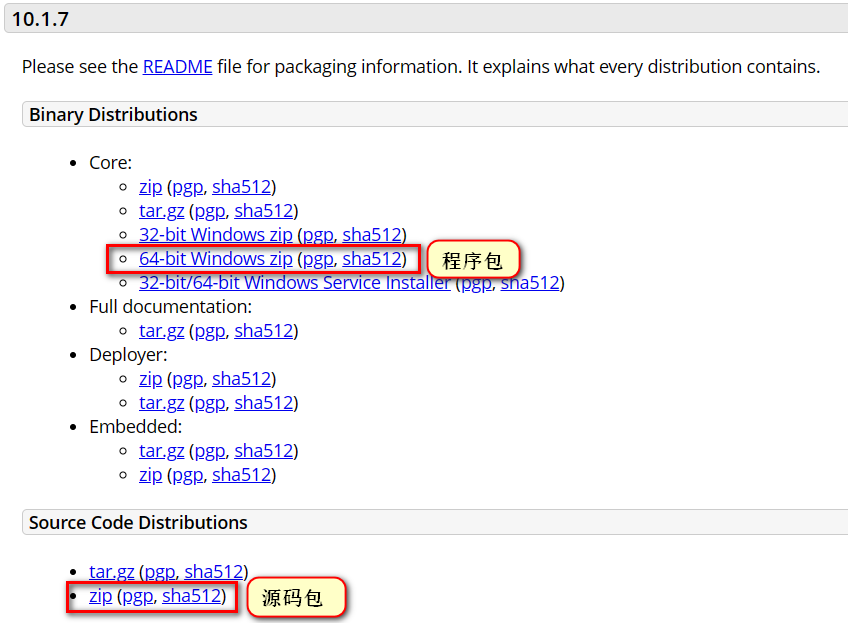 10.1.7
Please see the README file for packaging information. It explains what every distribution contains.
Binary Distributions
Core:
zip (pgp, sha512)
tar.gz (pgp, sha512)
32-bit Windows zip (pgp, sha512)
64-bit Windows zip (pgp, sha512) 程序包
32-bit/64-bit Windows Service Installer (pgp, sha512)
Full documentation:
tar.gz (pgp, sha512)
Deployer:
zip (pgp, sha512)
tar.gz (pgp, sha512)
Embedded:
tar.gz (pgp, sha512)
zip (pgp, sha512)
Source Code Distributions
tar.gz (pgp, sha512)
zip (pgp, sha512) 源码包